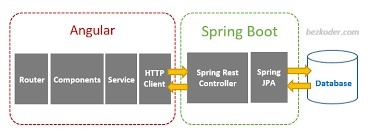 Angular
Spring Boot
bezkoder.com
Router
Components
Service
HTTP
Client
Spring Rest
Controller
Spring
JPA
Database